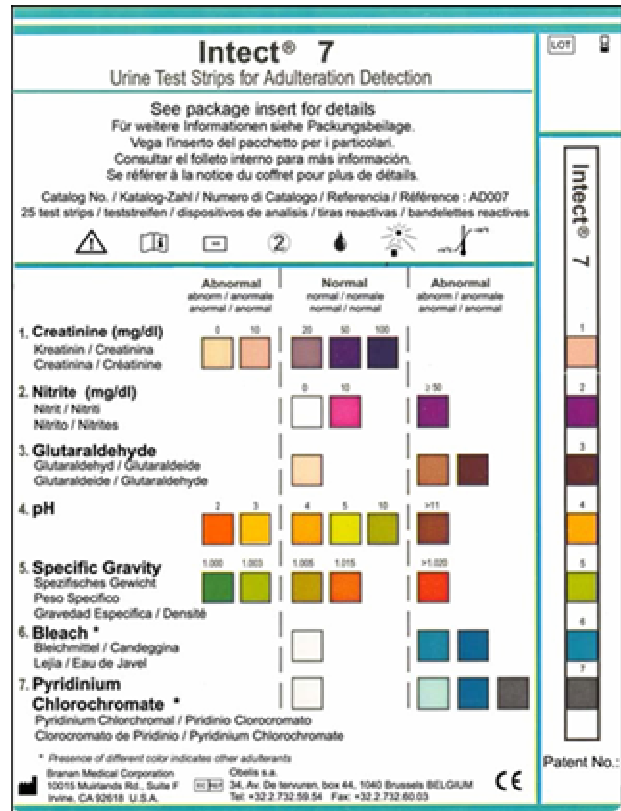 Intect® 7
Urine Test Strips for Adulteration Detection
See package insert for details
Für weitere Informationen siehe Packungsbeilage.
Vega l'inserto del pacchetto per i particolari.
Consultar el folleto interno para más información.
Se référer à la notice du coffret pour plus de détails.
Catalog No. / Katalog-Zahl / Numero di Catalogo / Referencia / Référence : AD007
25 test strips / teststreifen / dispositivos de analisis / tiras reactivas / bandelettes reactives
2
Abnormal Normal Abnormal
abnorm / anormale normal / normale abnorm / anormale
anormal / anormal normal / normal anormal / anormal
1. Creatinine (mg/dl) 0 10 20 50 100
Kreatinin / Creatinina
Creatinina / Créatinine
2. Nitrite (mg/dl) 0 10 ≥ 50
Nitrit / Nitriti
Nitrito / Nitrites
3. Glutaraldehyde
Glutaraldehyd / Glutaraldeide
Glutaraldeide / Glutaraldehyde
4. pH 2 3 4 5 10 >11
5. Specific Gravity 1.000 1.003 1.005 1.015 >1.020
Spezifisches Gewicht
Peso Specifico
Gravedad Especifica / Densité
6. Bleach *
Bleichmittel / Candeggina
Lejia / Eau de Javel
7. Pyridinium
Chlorochromate *
Pyridinium Chlorchromal / Piridinio Clorocromato
Clorocromato de Piridinio / Pyridinium Chlorochromate
* Presence of different color indicates other adulterants
Branan Medical Corporation
10015 Muirlands Rd., Suite F
Irvine, CA 92618 U.S.A.
EC REP
Obelis s.a.
34, Av. De tervuren, box 44, 1040 Brussels BELGIUM
Tel: +32.2.732.59.54 Fax: +32.2.732.60.03
CE
LOT
Intect® 7
1
2
3
4
5
6
7
Patent No.: